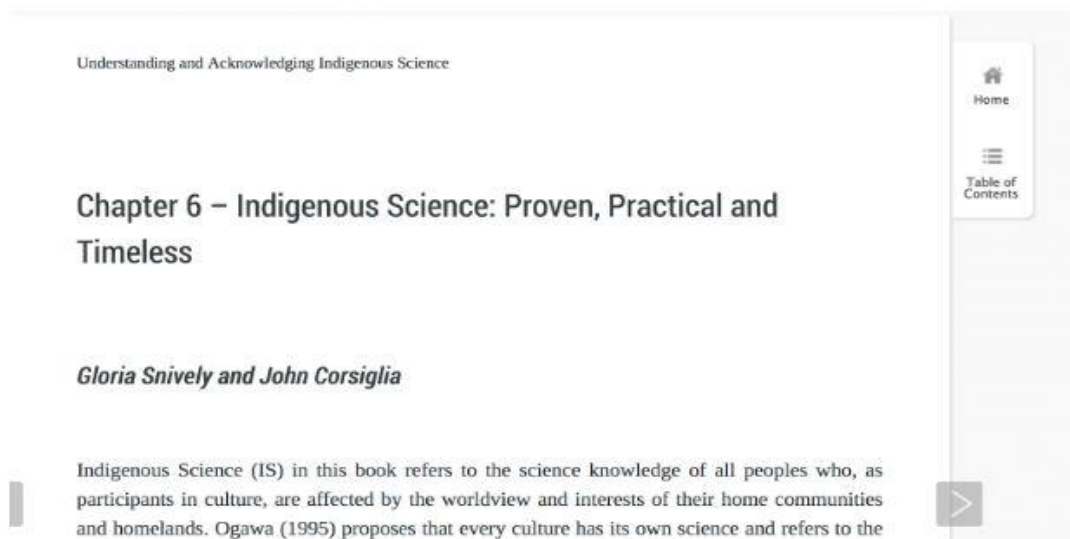 Understanding and Acknowledging Indigenous Science
Home
Table of
Contents
Chapter 6 – Indigenous Science: Proven, Practical and
Timeless
Gloria Snively and John Corsiglia
Indigenous Science (IS) in this book refers to the science knowledge of all peoples who, as
participants in culture, are affected by the worldview and interests of their home communities
and homelands. Ogawa (1995) proposes that every culture has its own science and refers to the